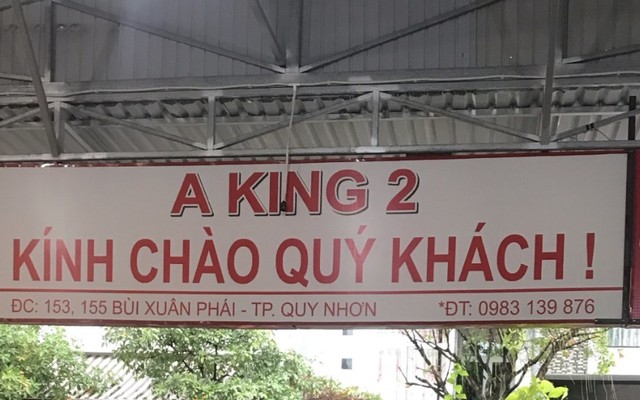 A KING 2
KÍNH CHÀO QUÝ KHÁCH !
ĐC: 153, 155 BÙI XUÂN PHÁI - TP. QUY NHƠN *ĐT: 0983 139 876